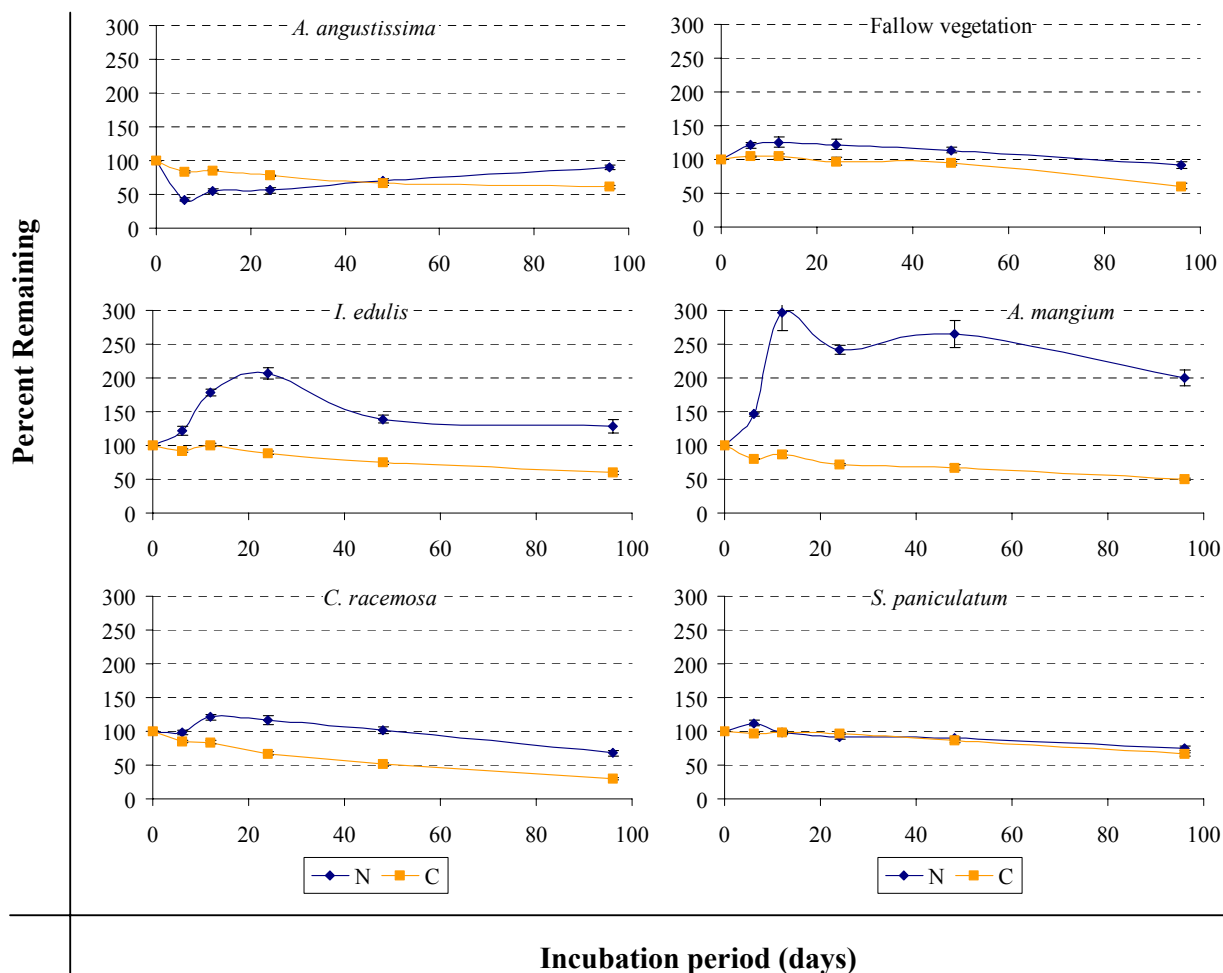 Percent Remaining
A. angustissima
300
250
200
150
100
50
0
0 20 40 60 80 100
Fallow vegetation
300
250
200
150
100
50
0
0 20 40 60 80 100
I. edulis
300
250
200
150
100
50
0
0 20 40 60 80 100
A. mangium
300
250
200
150
100
50
0
0 20 40 60 80 100
C. racemosa
300
250
200
150
100
50
0
0 20 40 60 80 100
N C
S. paniculatum
300
250
200
150
100
50
0
0 20 40 60 80 100
N C
Incubation period (days)